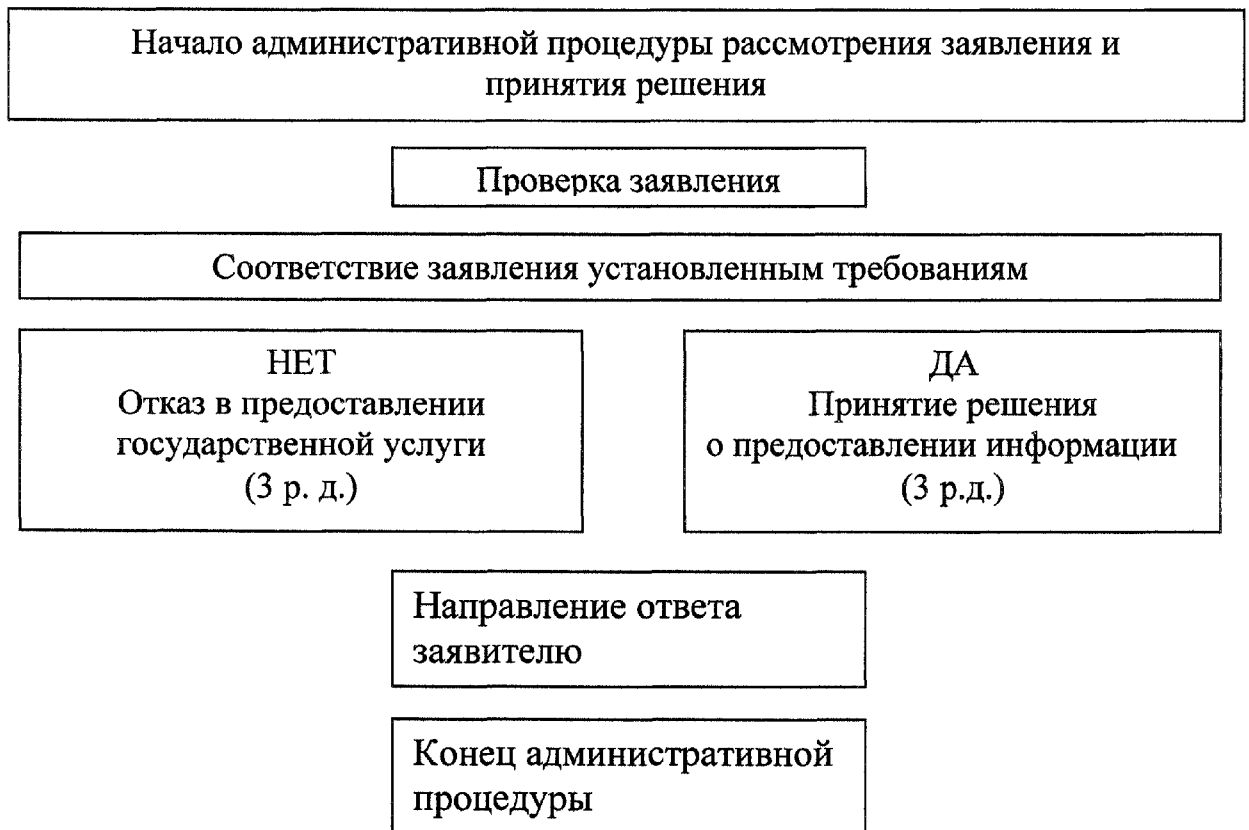 Начало административной процедуры рассмотрения заявления и
принятия решения
Проверка заявления
Соответствие заявления установленным требованиям
НЕТ
Отказ в предоставлении
государственной услуги
(3 р. д.)
ДА
Принятие решения
о предоставлении информации
(3 р.д.)
Направление ответа
заявителю
Конец административной
процедуры